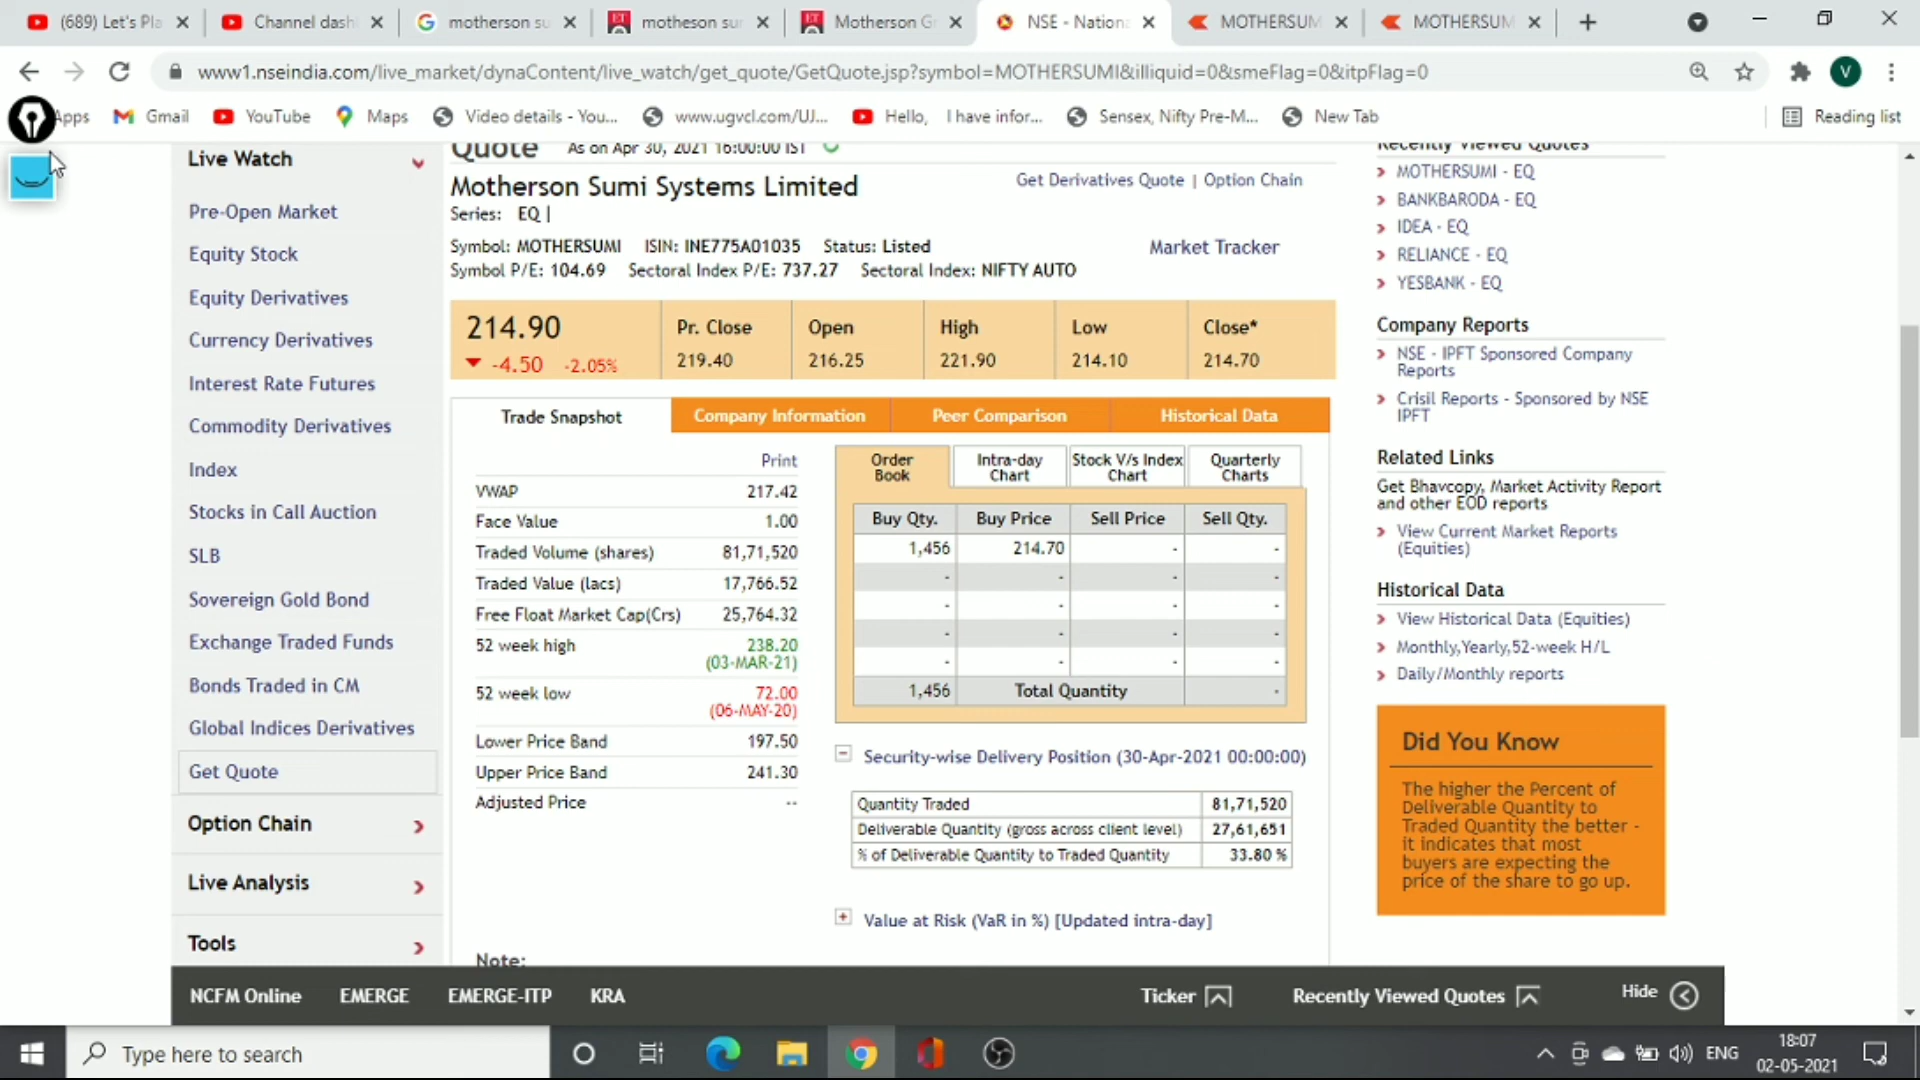 (689) Let's Pla
Channel dash
motherson su
motheson sur
Motherson Gr
NSE - Nationa
MOTHERSUM
MOTHERSUM
www1.nseindia.com/live_market/dynaContent/live_watch/get_quote/GetQuote.jsp?symbol=MOTHERSUMI&illiquid=0&smeFlag=0&itpFlag=0
V
Apps
Gmail
YouTube
Maps
Video details - You...
www.ugvcl.com/UJ...
Hello, I have infor...
Sensex, Nifty Pre-M...
New Tab
Reading list
Live Watch
Pre-Open Market
Equity Stock
Equity Derivatives
Currency Derivatives
Interest Rate Futures
Commodity Derivatives
Index
Stocks in Call Auction
SLB
Sovereign Gold Bond
Exchange Traded Funds
Bonds Traded in CM
Global Indices Derivatives
Get Quote
Option Chain
Live Analysis
Tools
Quote As on Apr 30, 2021 16:00:00 IST
Motherson Sumi Systems Limited
Get Derivatives Quote | Option Chain
Series: EQ |
Symbol: MOTHERSUMI ISIN: INE775A01035 Status: Listed
Market Tracker
Symbol P/E: 104.69 Sectoral Index P/E: 737.27 Sectoral Index: NIFTY AUTO
214.90 Pr. Close Open High Low Close*
-4.50 -2.05% 219.40 216.25 221.90 214.10 214.70
Trade Snapshot Company Information Peer Comparison Historical Data
Print
VWAP 217.42
Face Value 1.00
Traded Volume (shares) 81,71,520
Traded Value (lacs) 17,766.52
Free Float Market Cap(Crs) 25,764.32
52 week high 238.20
(03-MAR-21)
52 week low 72.00
(06-MAY-20)
Lower Price Band 197.50
Upper Price Band 241.30
Adjusted Price --
Order Book
Intra-day Chart
Stock V/s Index Chart
Quarterly Charts
Buy Qty. Buy Price Sell Price Sell Qty.
1,456 214.70 - -
- - - -
- - - -
- - - -
- - - -
1,456 Total Quantity -
Security-wise Delivery Position (30-Apr-2021 00:00:00)
Quantity Traded 81,71,520
Deliverable Quantity (gross across client level) 27,61,651
% of Deliverable Quantity to Traded Quantity 33.80 %
Value at Risk (VaR in %) [Updated intra-day]
Note:
Recently Viewed Quotes
MOTHERSUMI - EQ
BANKBARODA - EQ
IDEA - EQ
RELIANCE - EQ
YESBANK - EQ
Company Reports
NSE - IPFT Sponsored Company
Reports
Crisil Reports - Sponsored by NSE
IPFT
Related Links
Get Bhavcopy, Market Activity Report
and other EOD reports
View Current Market Reports
(Equities)
Historical Data
View Historical Data (Equities)
Monthly,Yearly,52-week H/L
Daily/Monthly reports
Did You Know
The higher the Percent of
Deliverable Quantity to
Traded Quantity the better -
it indicates that most
buyers are expecting the
price of the share to go up.
NCFM Online EMERGE EMERGE-ITP KRA
Ticker Recently Viewed Quotes Hide
Type here to search
ENG
18:07
02-05-2021